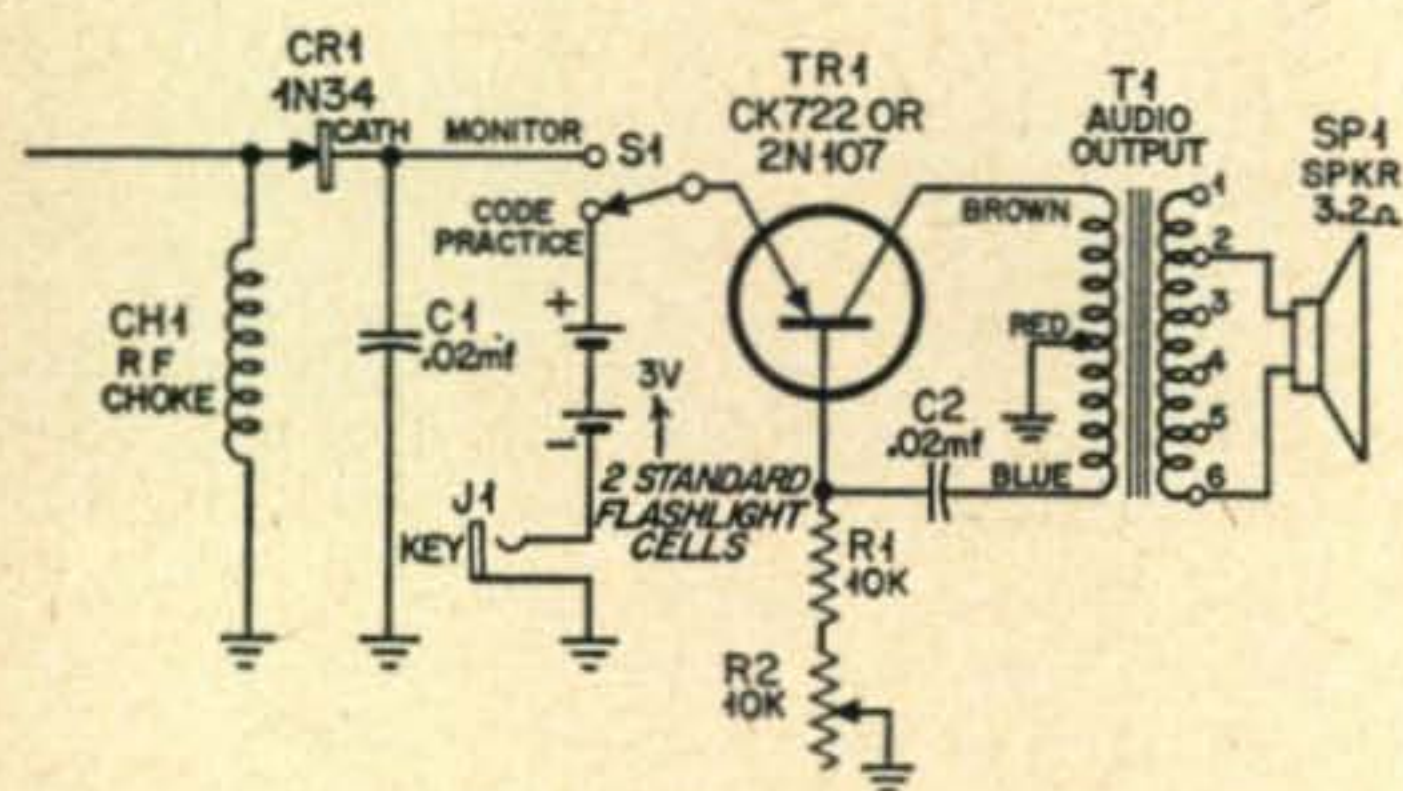 CR1
1N34
CATH
MONITOR
S1
CODE
PRACTICE
TR1
CK722 OR
2N107
T1
AUDIO
OUTPUT
SP1
SPKR
3.2Ω
BROWN
RED
BLUE
1
2
3
4
5
6
CH1
RF
CHOKE
C1
.02mf
+
3V
−
2 STANDARD
FLASHLIGHT
CELLS
J1
KEY
C2
.02mf
R1
10K
R2
10K